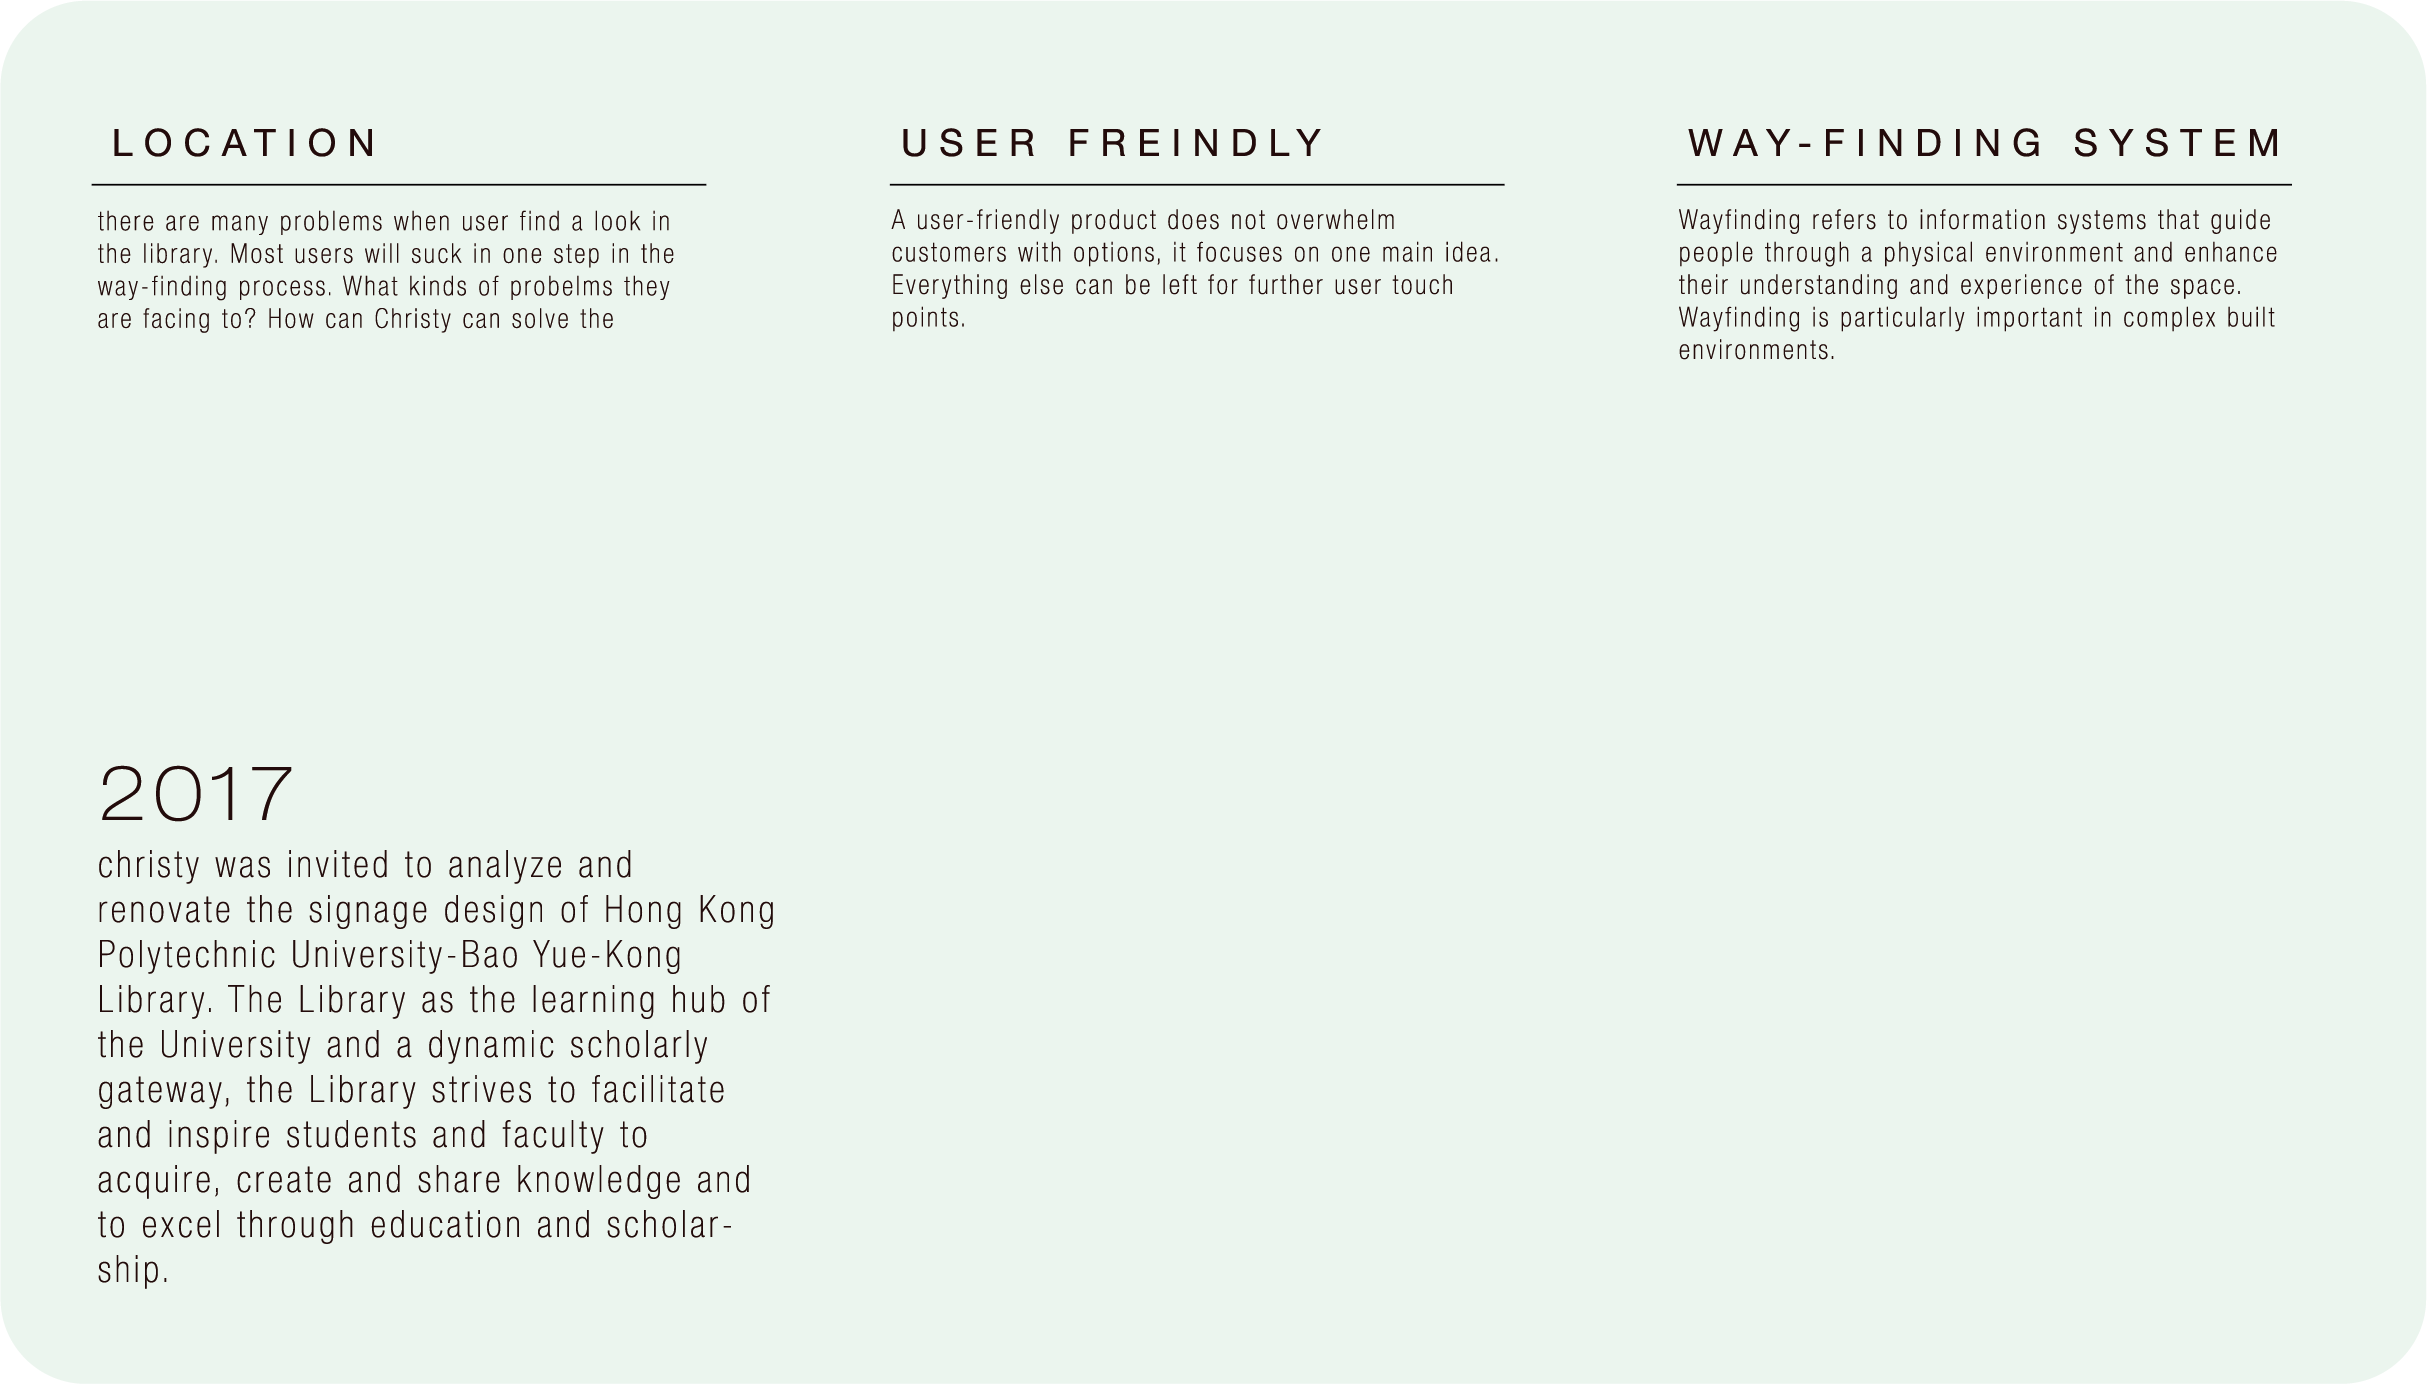 LOCATION
there are many problems when user find a look in
the library. Most users will suck in one step in the
way-finding process. What kinds of probelms they
are facing to? How can Christy can solve the
USER FREINDLY
A user-friendly product does not overwhelm
customers with options, it focuses on one main idea.
Everything else can be left for further user touch
points.
WAY-FINDING SYSTEM
Wayfinding refers to information systems that guide
people through a physical environment and enhance
their understanding and experience of the space.
Wayfinding is particularly important in complex built
environments.
2017
christy was invited to analyze and
renovate the signage design of Hong Kong
Polytechnic University-Bao Yue-Kong
Library. The Library as the learning hub of
the University and a dynamic scholarly
gateway, the Library strives to facilitate
and inspire students and faculty to
acquire, create and share knowledge and
to excel through education and scholar-
ship.